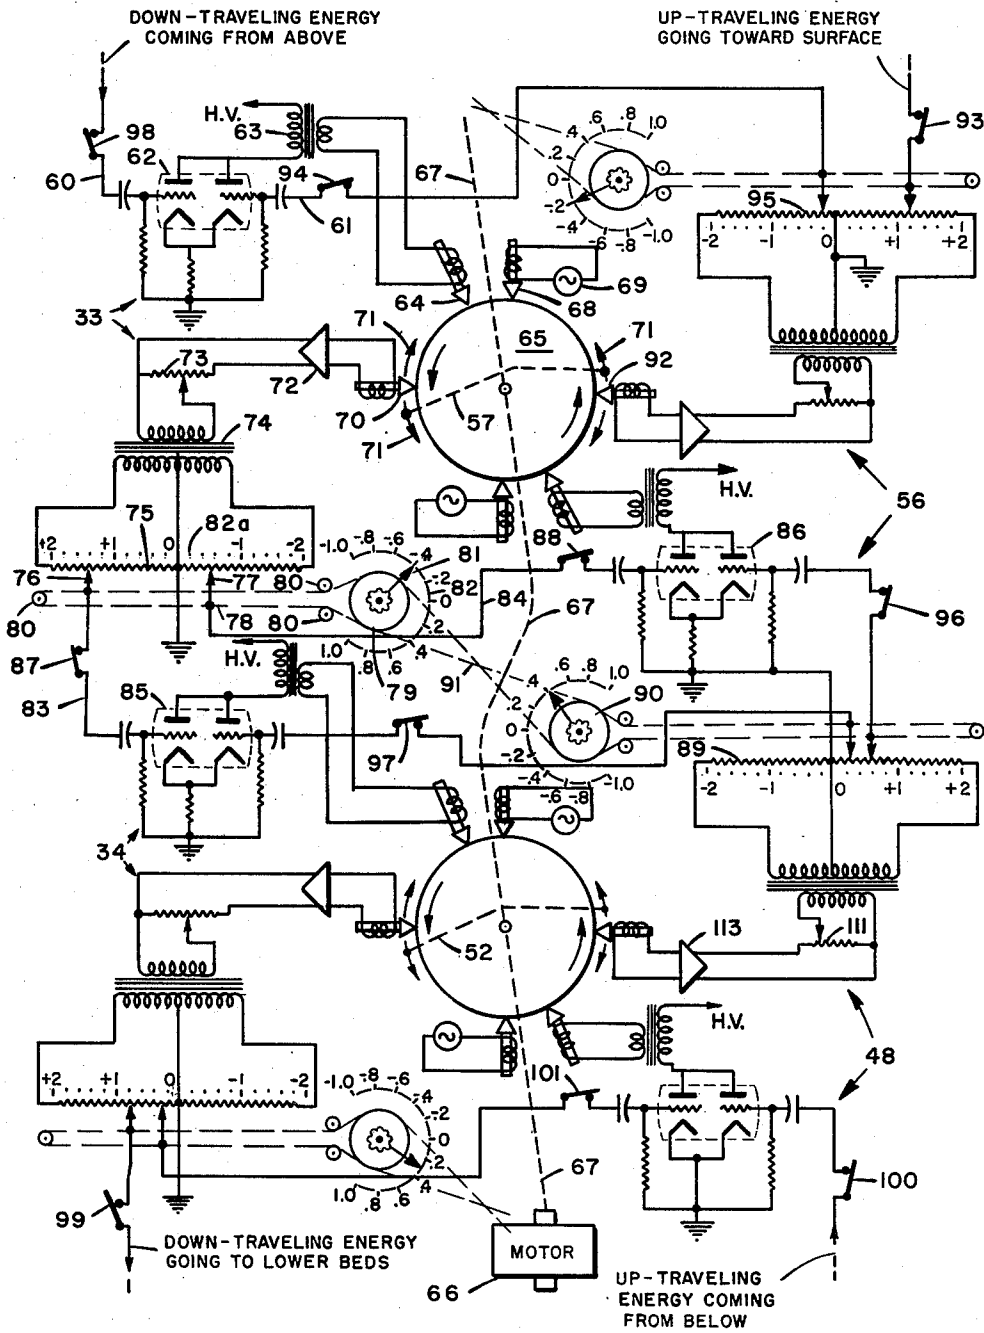 DOWN-TRAVELING ENERGY
COMING FROM ABOVE
UP-TRAVELING ENERGY
GOING TOWARD SURFACE
H.V.
63
98
62
60
94
61
67
.4 .6 .8 1.0
.2
0
-.2
-.4
-.6 -.8 -1.0
93
95
-2 -1 0 +1 +2
33
64
68
69
71
65
71
92
73
72
70
57
71
74
56
H.V.
75
82a
+2 +1 0 -1 -2
-1.0 -.8 -.6 -.4 -.2 0 .2 .4 .6 .8 1.0
81
82
88
86
76
77
80
80
78
80
79
84
67
96
87
H.V.
91
83
85
97
.6 .8 1.0
.4
.2
0
-.2
-.4
-.6 -.8 -1.0
90
89
-2 -1 0 +1 +2
34
52
113
111
H.V.
48
+2 +1 0 -1 -2
-1.0 -.8 -.6 -.4 -.2 0 .2 .4 .6 .8 1.0
101
67
100
99
DOWN-TRAVELING ENERGY
GOING TO LOWER BEDS
MOTOR
66
UP-TRAVELING
ENERGY COMING
FROM BELOW